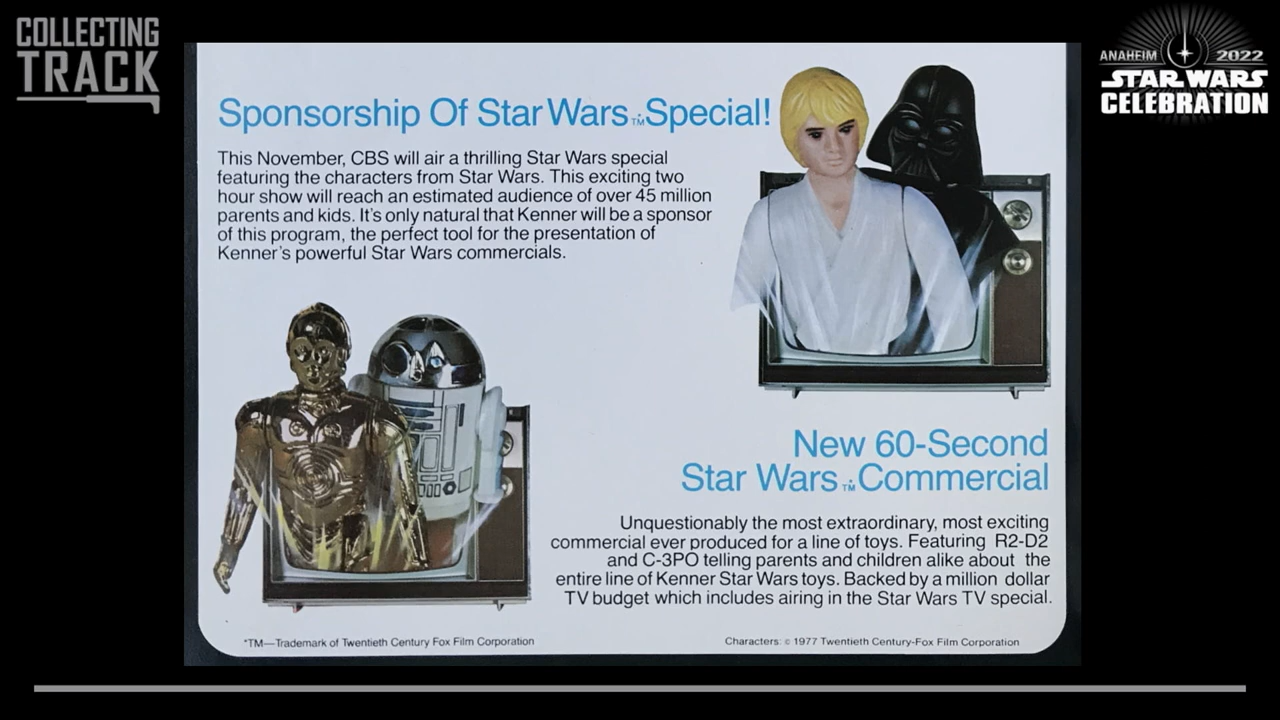 COLLECTING
TRACK
ANAHEIM 2022
STAR WARS
CELEBRATION
Sponsorship Of Star Wars™ Special!
This November, CBS will air a thrilling Star Wars special
featuring the characters from Star Wars. This exciting two
hour show will reach an estimated audience of over 45 million
parents and kids. It's only natural that Kenner will be a sponsor
of this program, the perfect tool for the presentation of
Kenner's powerful Star Wars commercials.
New 60-Second
Star Wars™ Commercial
Unquestionably the most extraordinary, most exciting
commercial ever produced for a line of toys. Featuring R2-D2
and C-3PO telling parents and children alike about the
entire line of Kenner Star Wars toys. Backed by a million dollar
TV budget which includes airing in the Star Wars TV special.
*TM—Trademark of Twentieth Century Fox Film Corporation
Characters: © 1977 Twentieth Century-Fox Film Corporation